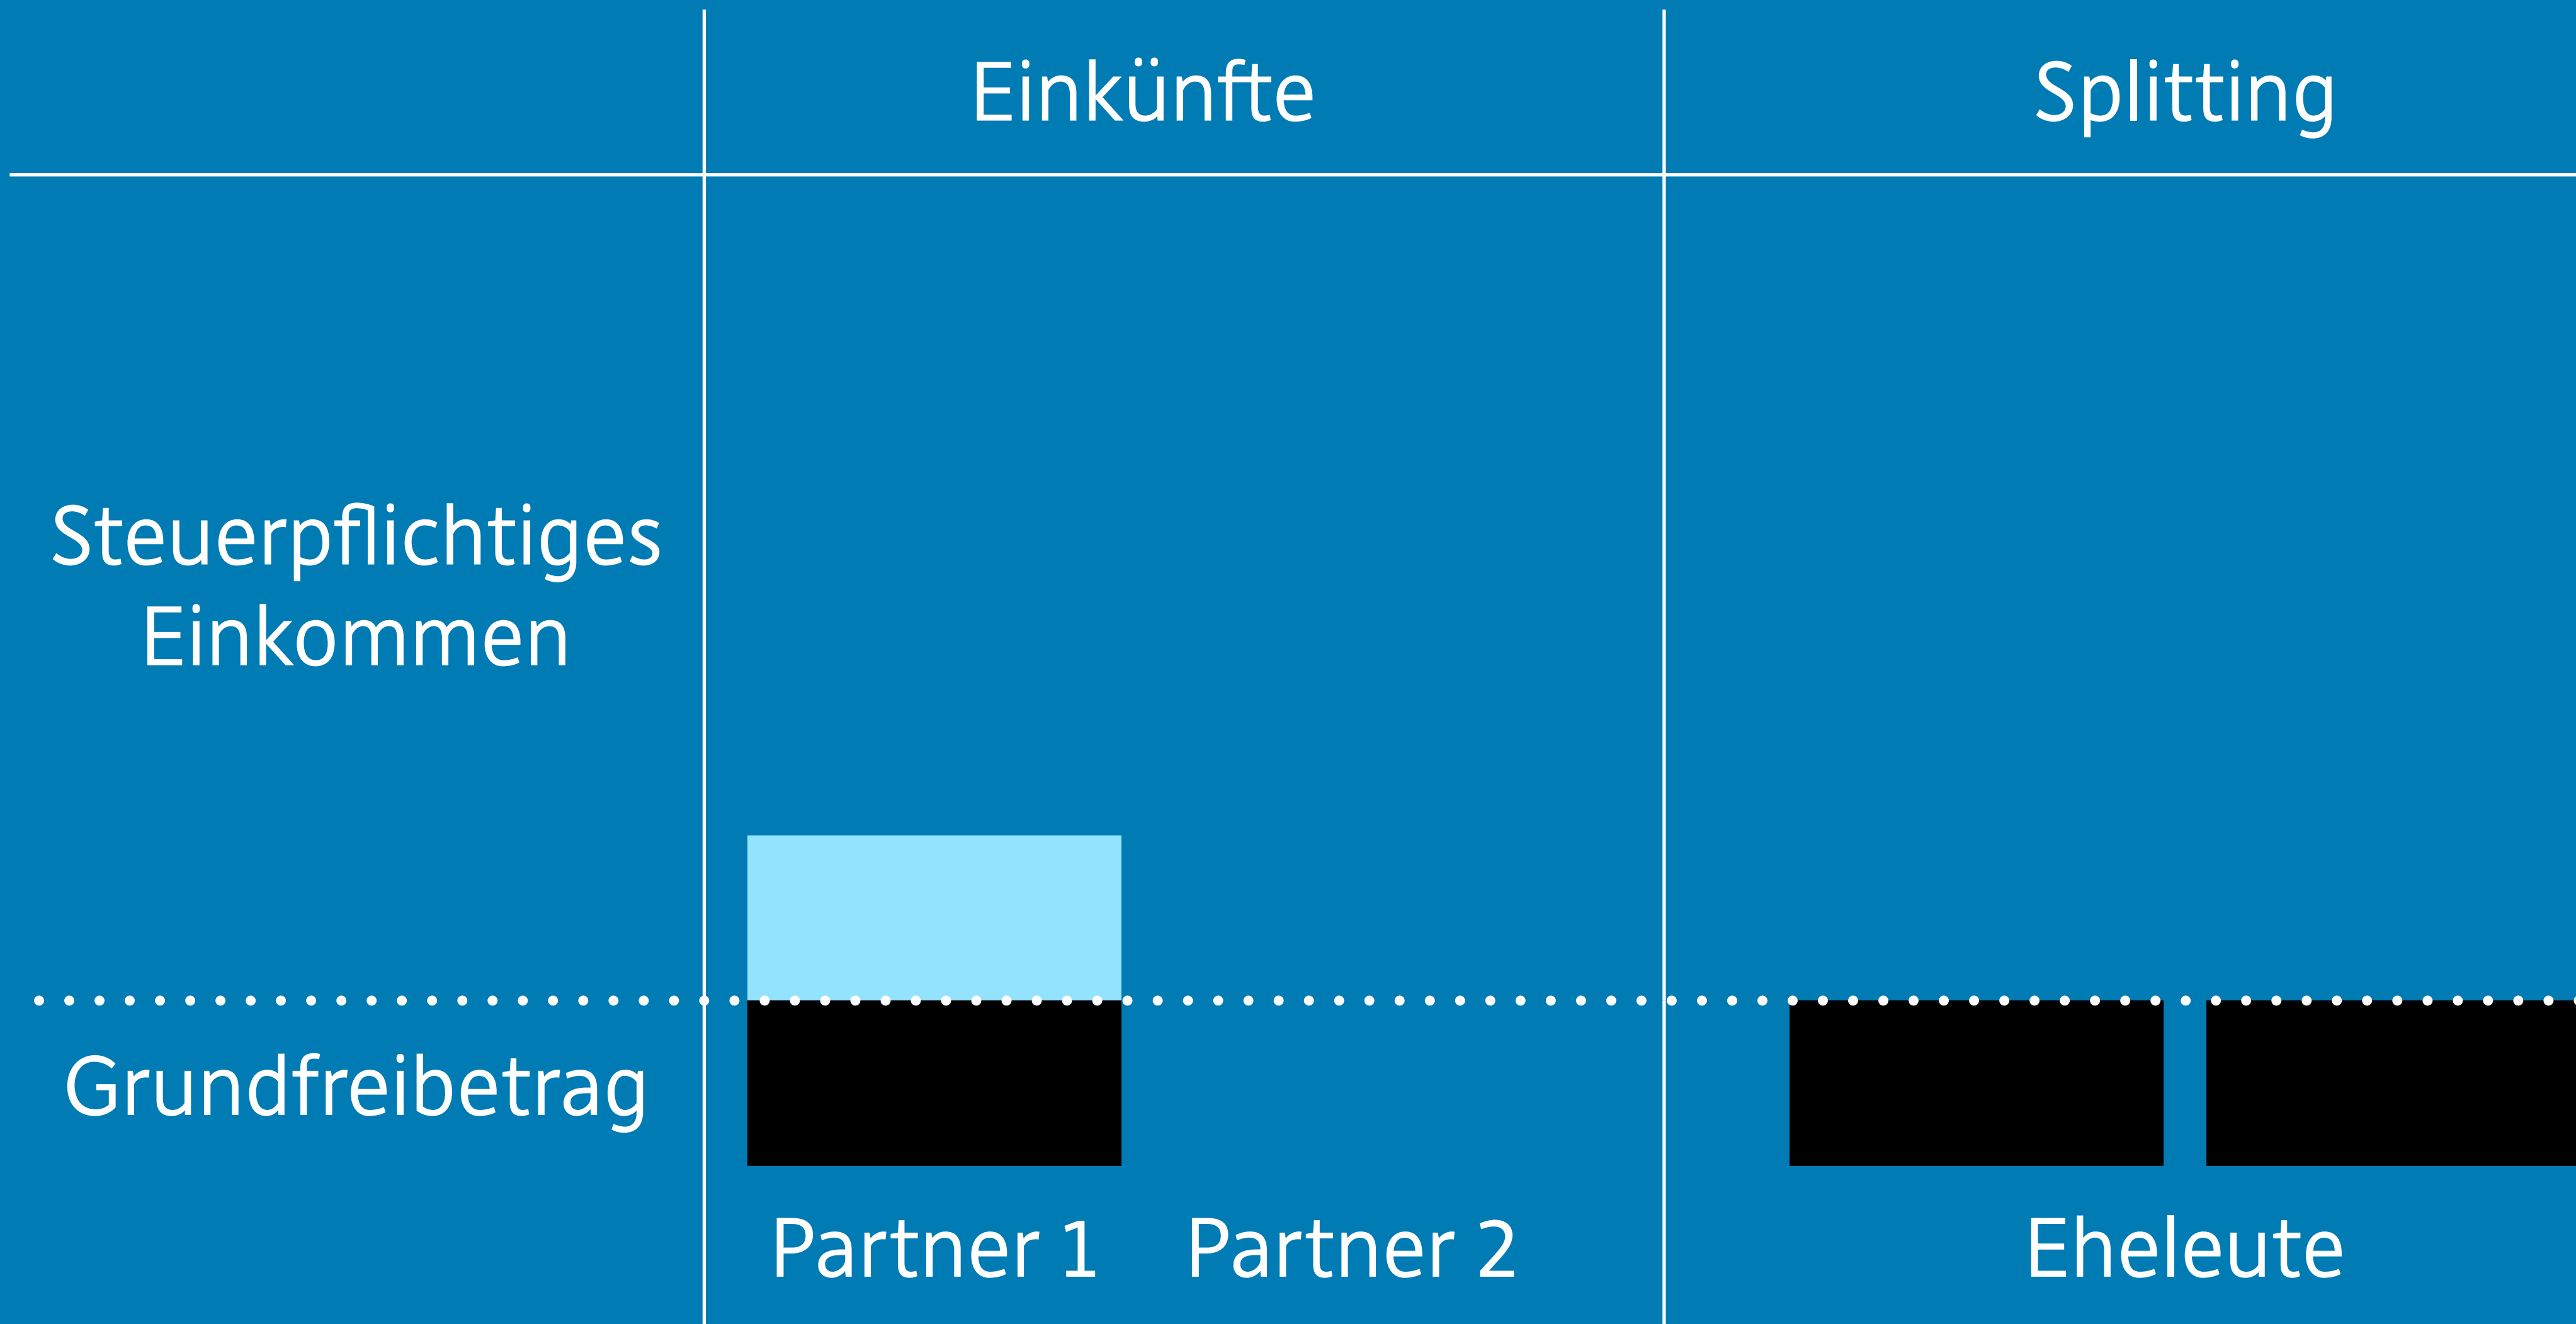 Einkünfte
Splitting
Steuerpflichtiges
Einkommen
Grundfreibetrag
Partner 1
Partner 2
Eheleute